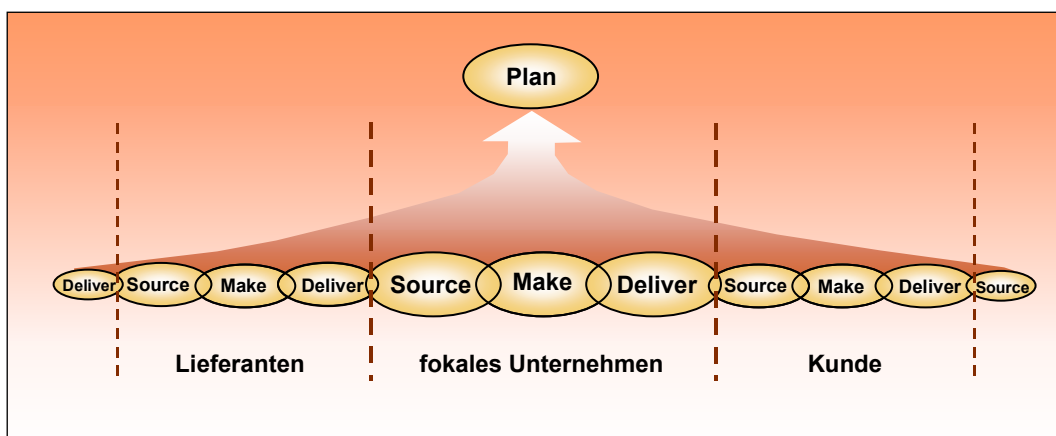 Plan
Deliver Source Make Deliver Source Make Deliver Source Make Deliver Source
Lieferanten fokales Unternehmen Kunde